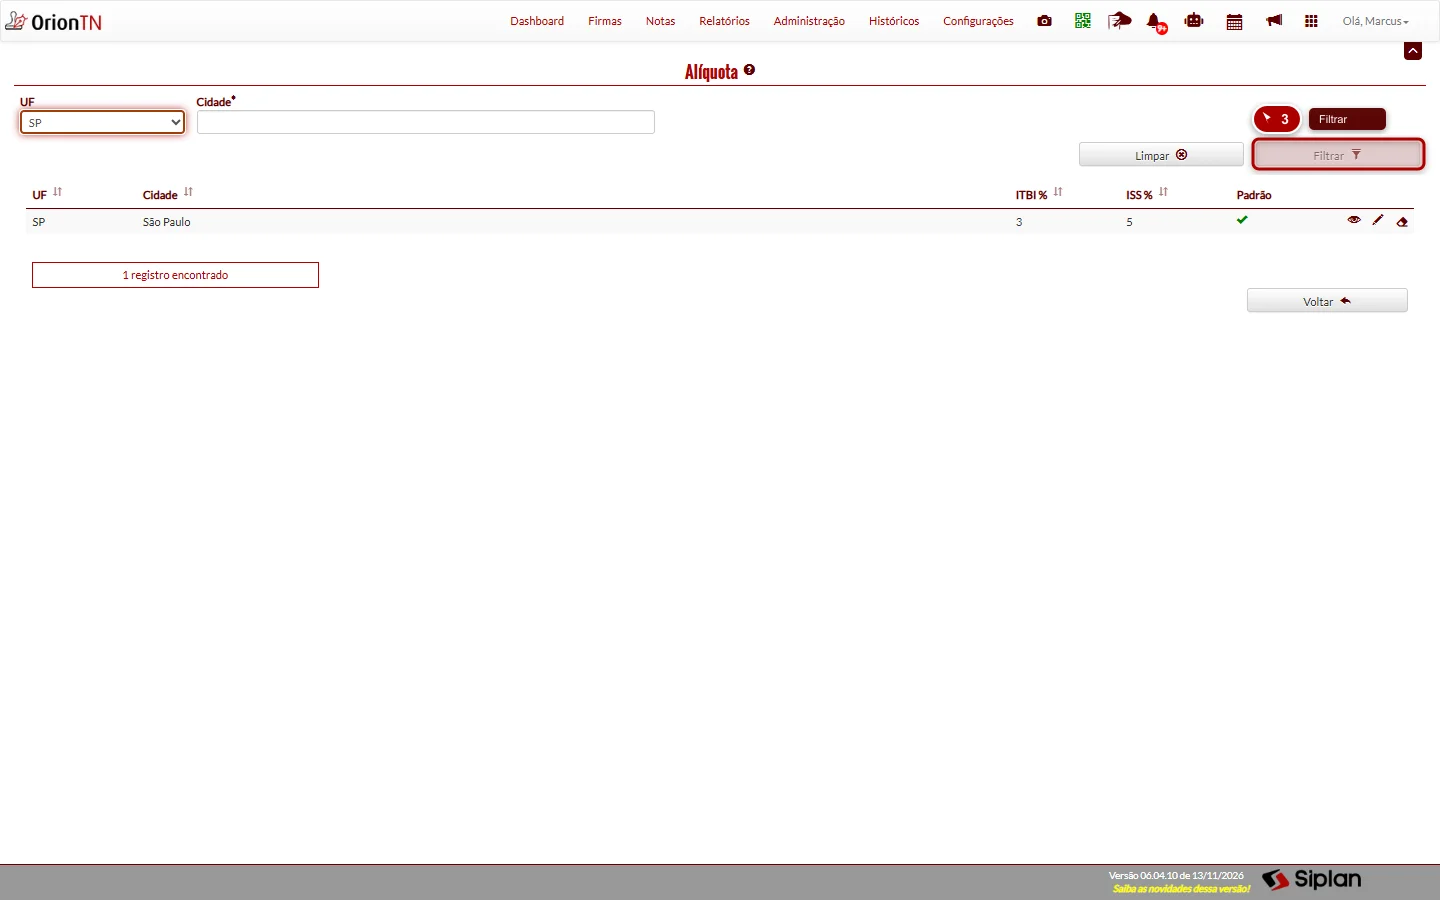 OrionTN
Dashboard Firmas Notas Relatórios Administração Históricos Configurações 9+ Olá, Marcus
Alíquota ?
UF Cidade*
SP
3 Filtrar
Limpar Filtrar
UF Cidade ITBI % ISS % Padrão
SP São Paulo 3 5
1 registro encontrado
Voltar
Versão 06.04.10 de 13/11/2026
Saiba as novidades dessa versão!
Siplan